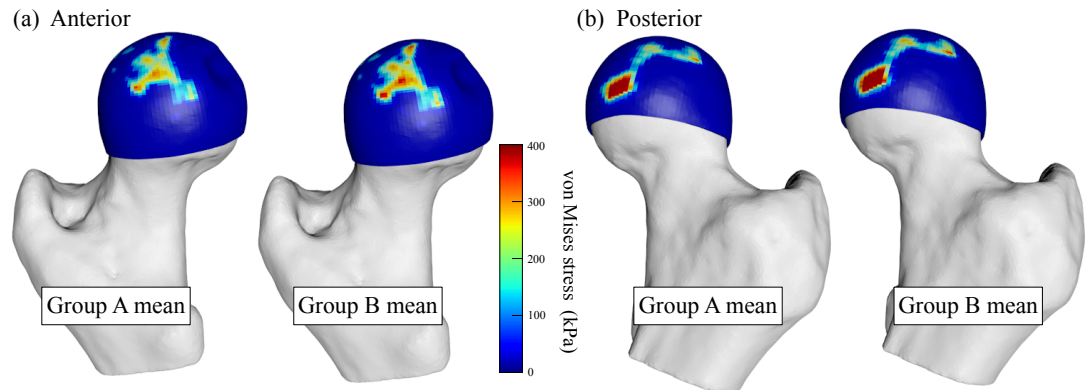 (a) Anterior
(b) Posterior
400
300
200
100
0
von Mises stress (kPa)
Group A mean
Group B mean
Group A mean
Group B mean